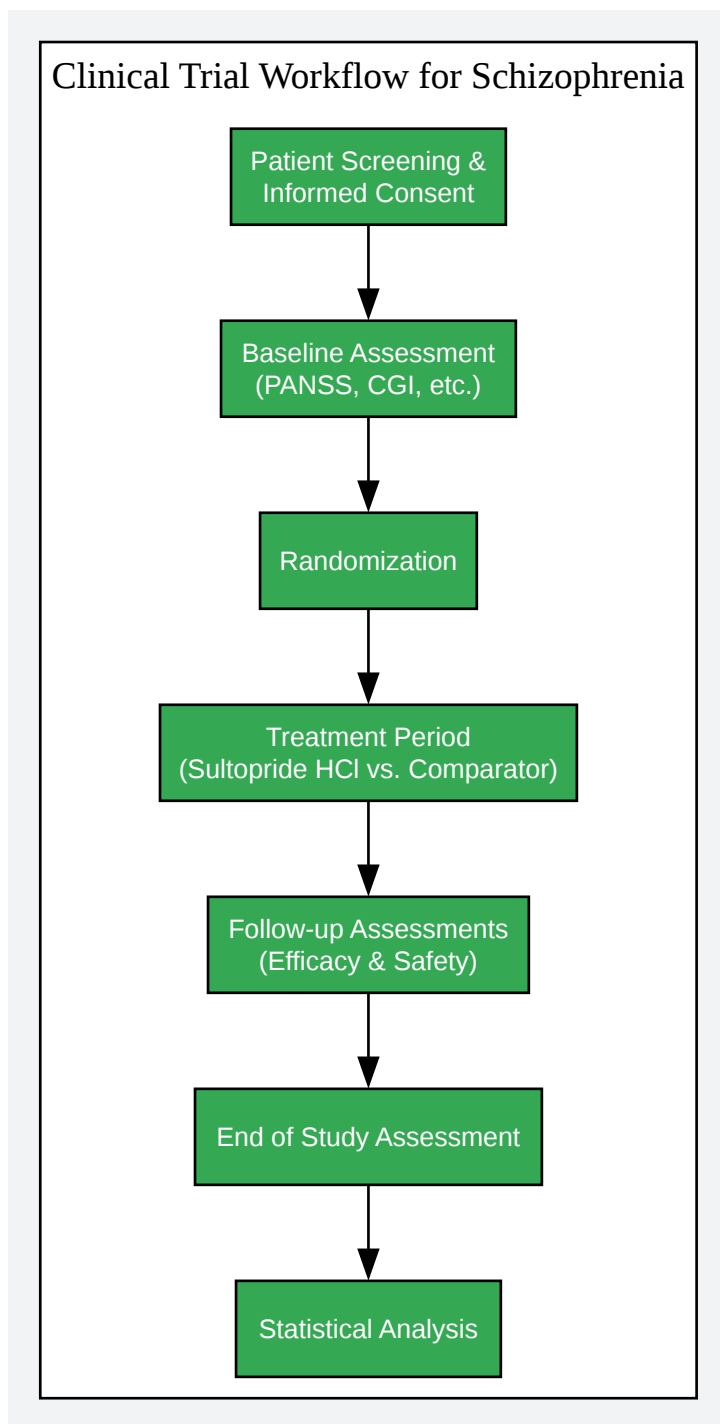 Clinical Trial Workflow for Schizophrenia
Patient Screening &
Informed Consent
Baseline Assessment
(PANSS, CGI, etc.)
Randomization
Treatment Period
(Sultopride HCl vs. Comparator)
Follow-up Assessments
(Efficacy & Safety)
End of Study Assessment
Statistical Analysis